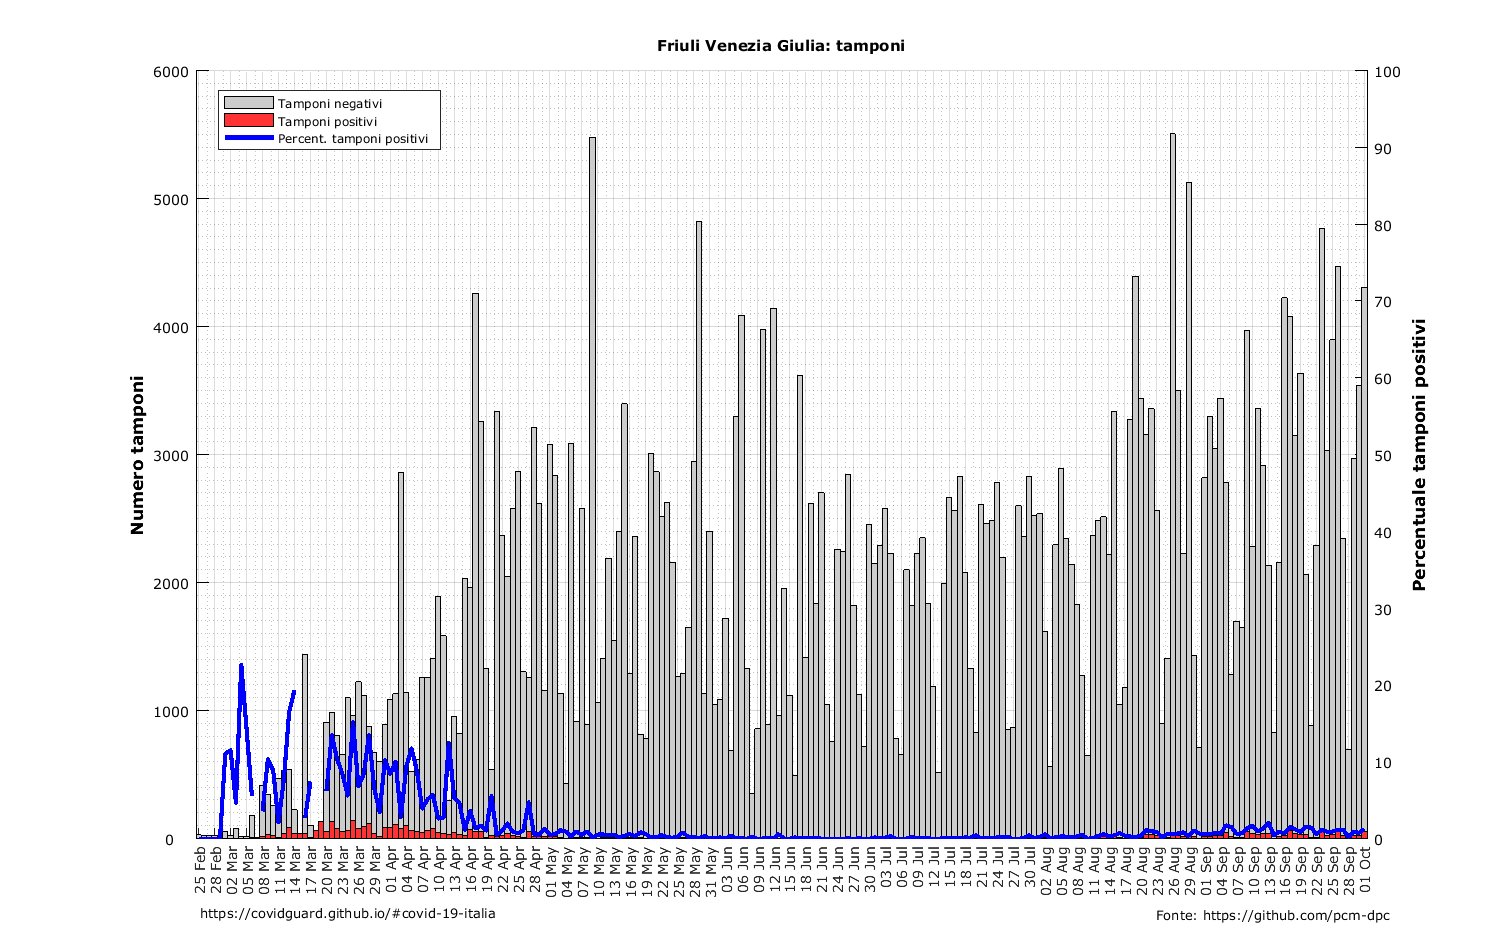 Friuli Venezia Giulia: tamponi
Tamponi negativi
Tamponi positivi
Percent. tamponi positivi
Numero tamponi
6000
5000
4000
3000
2000
1000
0
Percentuale tamponi positivi
100
90
80
70
60
50
40
30
20
10
0
25 Feb
28 Feb
02 Mar
05 Mar
08 Mar
11 Mar
14 Mar
17 Mar
20 Mar
23 Mar
26 Mar
29 Mar
01 Apr
04 Apr
07 Apr
10 Apr
13 Apr
16 Apr
19 Apr
22 Apr
25 Apr
28 Apr
01 May
04 May
07 May
10 May
13 May
16 May
19 May
22 May
25 May
28 May
31 May
03 Jun
06 Jun
09 Jun
12 Jun
15 Jun
18 Jun
21 Jun
24 Jun
27 Jun
30 Jun
03 Jul
06 Jul
09 Jul
12 Jul
15 Jul
18 Jul
21 Jul
24 Jul
27 Jul
30 Jul
02 Aug
05 Aug
08 Aug
11 Aug
14 Aug
17 Aug
20 Aug
23 Aug
26 Aug
29 Aug
01 Sep
04 Sep
07 Sep
10 Sep
13 Sep
16 Sep
19 Sep
22 Sep
25 Sep
28 Sep
01 Oct
https://covidguard.github.io/#covid-19-italia
Fonte: https://github.com/pcm-dpc